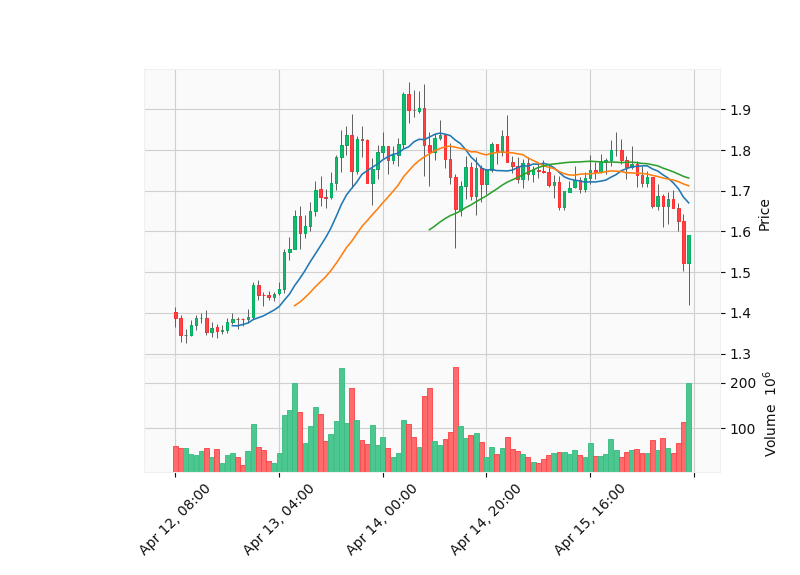 1.9
1.8
1.7
1.6
1.5
1.4
1.3
Price
200
100
Volume 10^6
Apr 12, 08:00
Apr 13, 04:00
Apr 14, 00:00
Apr 14, 20:00
Apr 15, 16:00